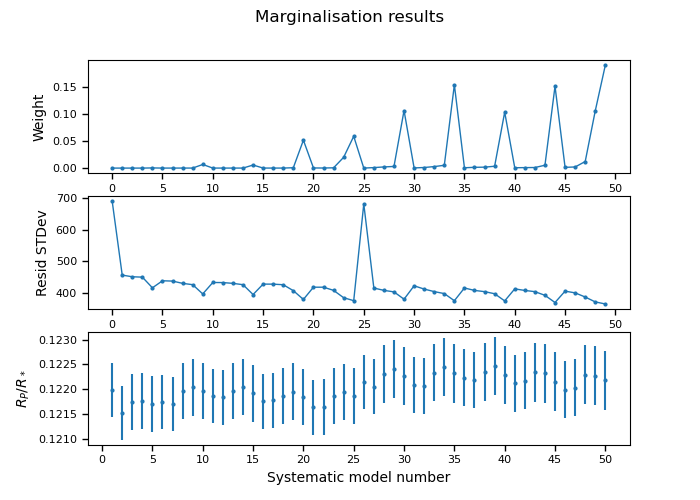 Marginalisation results
Weight
0.15
0.10
0.05
0.00
0 5 10 15 20 25 30 35 40 45 50
Resid STDev
700
600
500
400
0 5 10 15 20 25 30 35 40 45 50
R_P/R_*
0.1230
0.1225
0.1220
0.1215
0.1210
0 5 10 15 20 25 30 35 40 45 50
Systematic model number